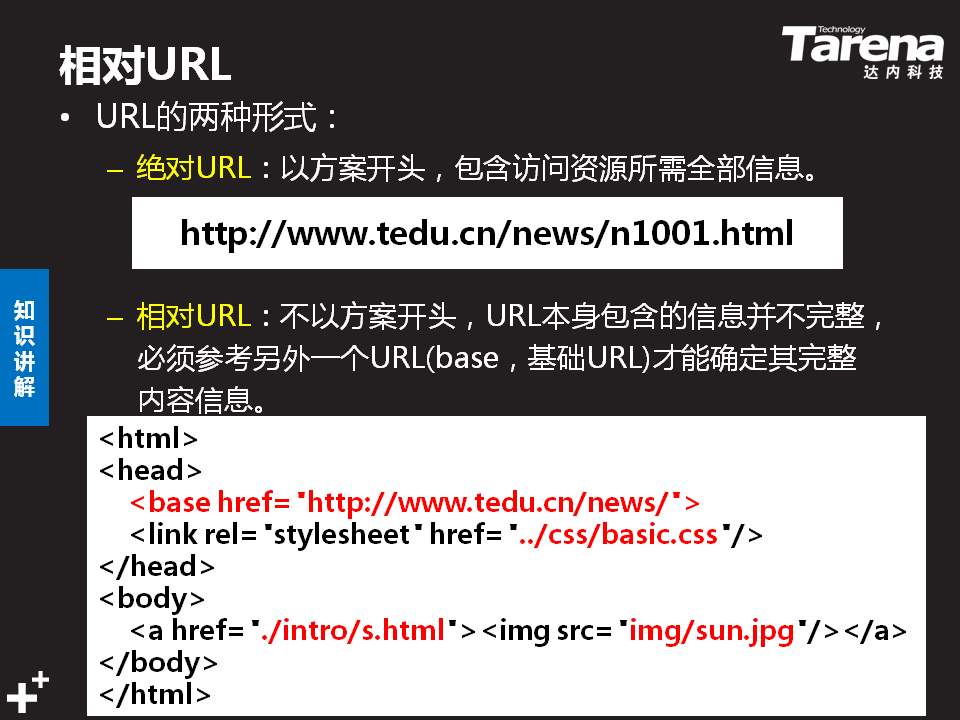 相对URL
Technology
Tarena
达内科技
• URL的两种形式：
– 绝对URL：以方案开头，包含访问资源所需全部信息。
http://www.tedu.cn/news/n1001.html
知识讲解
– 相对URL：不以方案开头，URL本身包含的信息并不完整，
必须参考另外一个URL(base，基础URL)才能确定其完整
内容信息。
<html>
<head>
<base href="http://www.tedu.cn/news/">
<link rel="stylesheet" href="../css/basic.css"/>
</head>
<body>
<a href="./intro/s.html"><img src="img/sun.jpg"/></a>
</body>
</html>